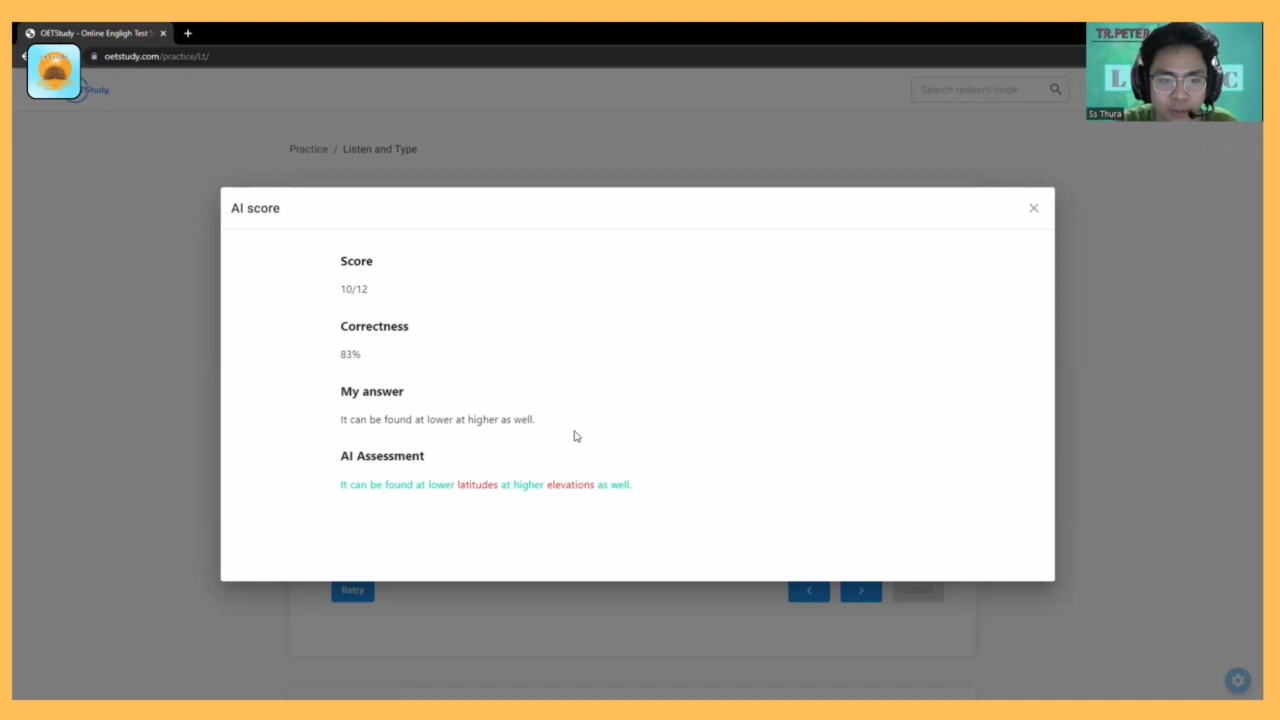 OETStudy - Online Engligh Test S
oetstudy.com/practice/Lt/
Study
Search redeem code
TR.PETER
L
C
Ss Thura
Practice / Listen and Type
AI score
Score
10/12
Correctness
83%
My answer
It can be found at lower at higher as well.
AI Assessment
It can be found at lower latitudes at higher elevations as well.
Retry